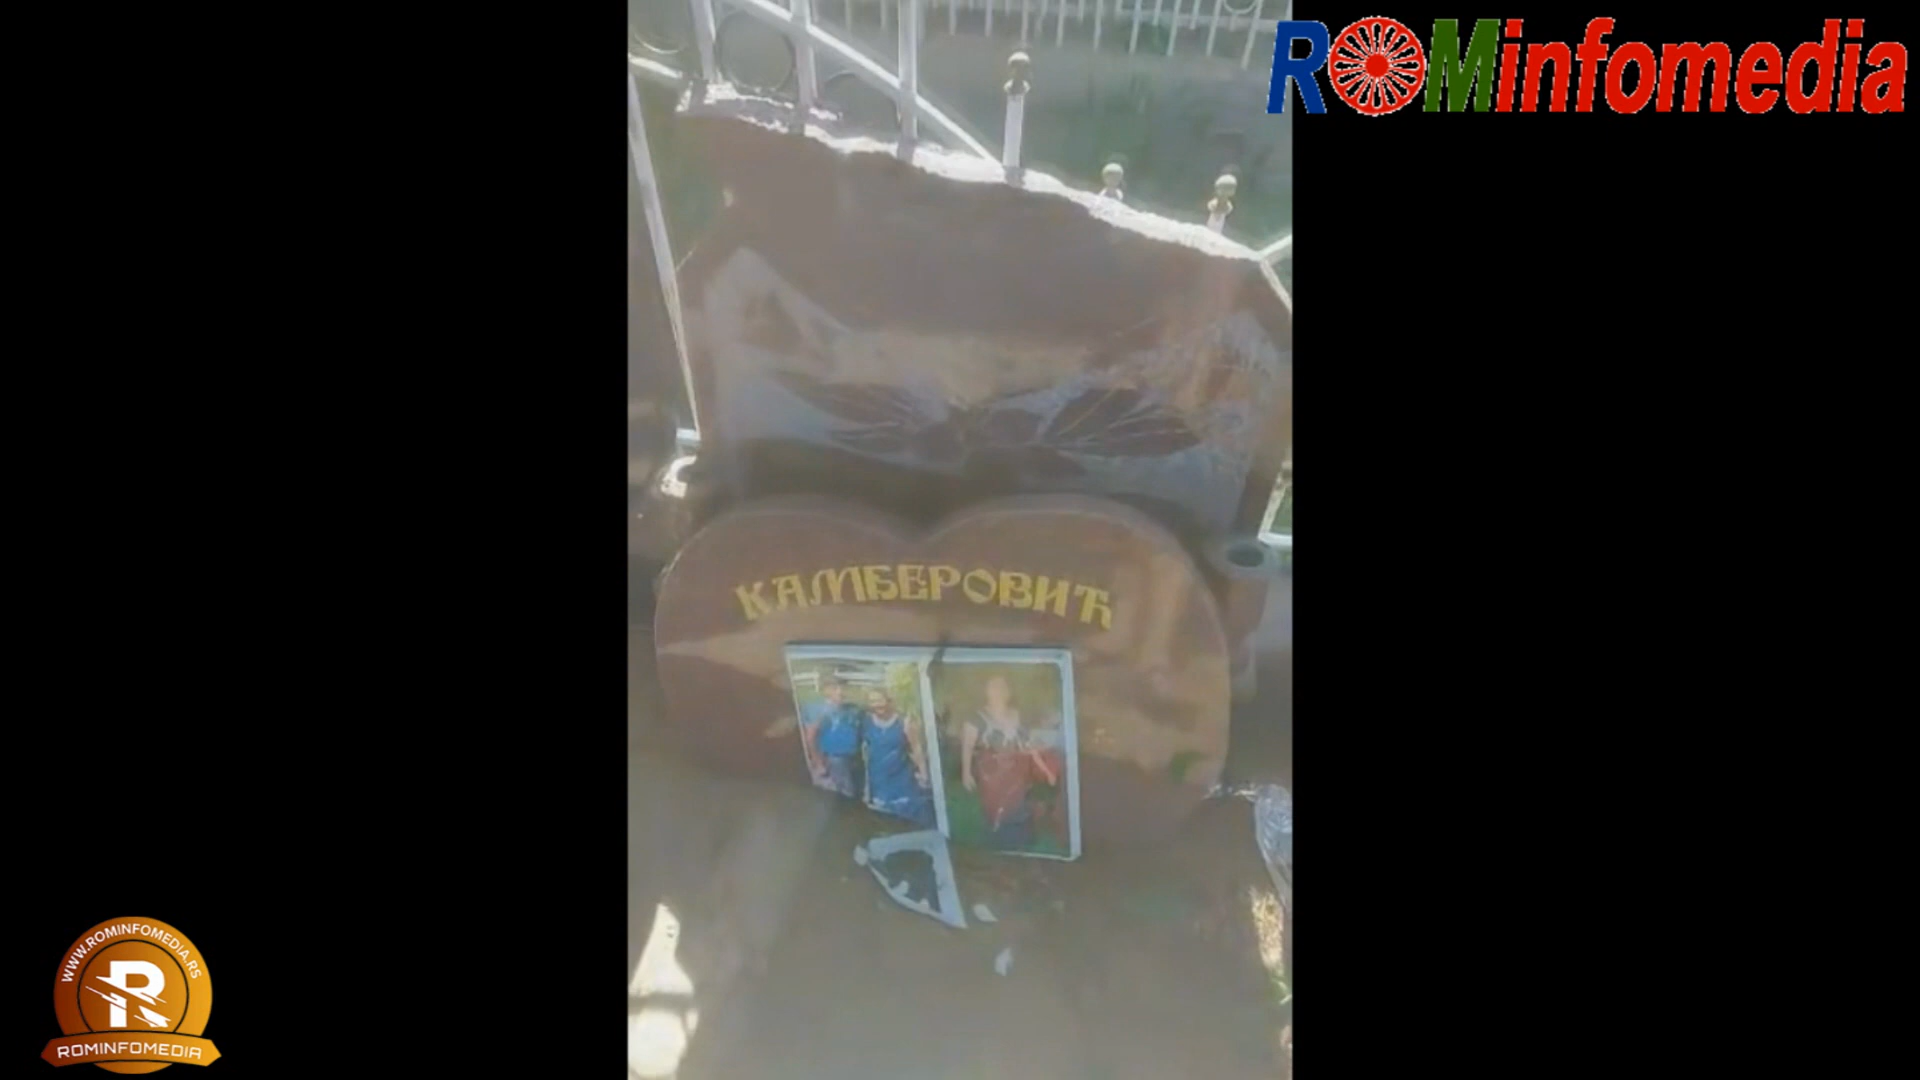 ROMinfomedia
КАМБЕРОВИЋ
WWW.ROMINFOMEDIA.RS
R
ROMINFOMEDIA